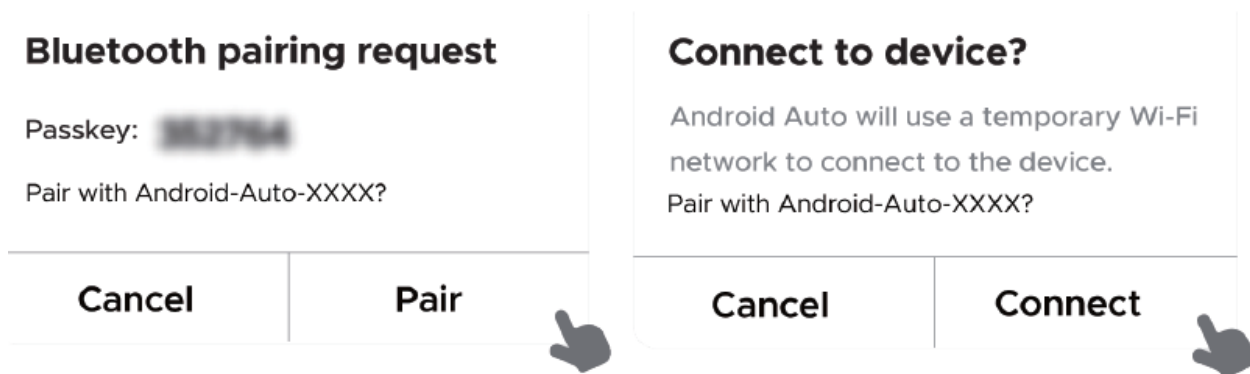 Bluetooth pairing request
Passkey:
Pair with Android-Auto-XXXX?
Cancel
Pair
Connect to device?
Android Auto will use a temporary Wi-Fi
network to connect to the device.
Pair with Android-Auto-XXXX?
Cancel
Connect